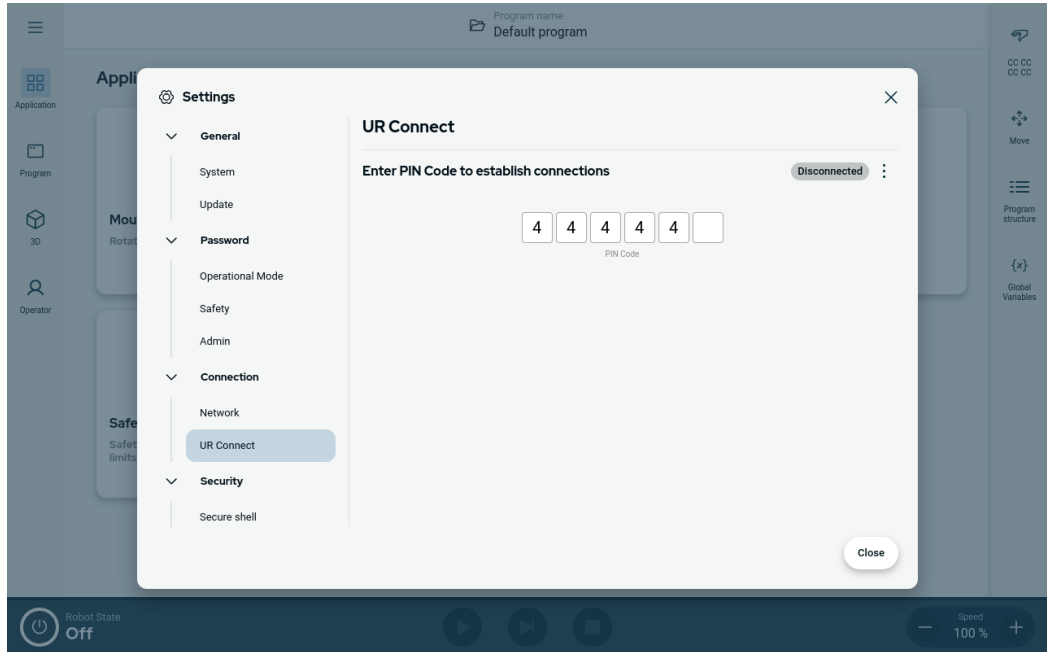 Program name
Default program
Application
Program
3D
Operator
Appli
Mou
Rotat
Safe
Safet
limits
Settings
General
System
Update
Password
Operational Mode
Safety
Admin
Connection
Network
UR Connect
Security
Secure shell
UR Connect
Enter PIN Code to establish connections
Disconnected
4 4 4 4 4
PIN Code
Close
CC CC
CC CC
Move
Program
structure
{x}
Global
Variables
Robot State
Off
Speed
100 %